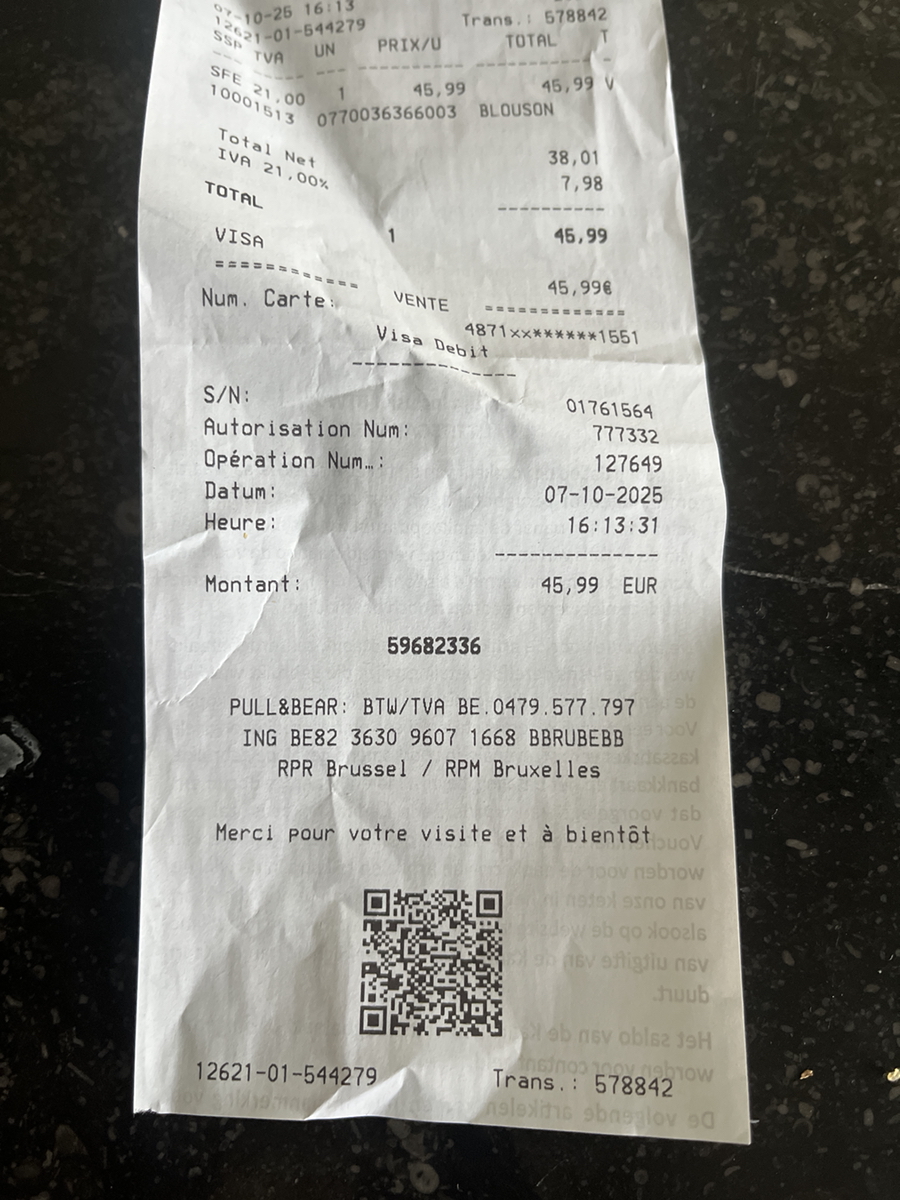 07-10-25 16:13
12621-01-544279 Trans.: 578842
SSP TVA UN PRIX/U TOTAL T
--- ----- --- ---------- ------------ -
SFE 21,00 1 45,99 45,99 V
10001513 0770036366003 BLOUSON
Total Net 38,01
IVA 21,00% 7,98
----------
TOTAL 1 45,99
VISA 45,99€
============ VENTE ============
Num. Carte: 4871xx******1551
Visa Debit
--------------
S/N: 01761564
Autorisation Num: 777332
Opération Num…: 127649
Datum: 07-10-2025
Heure: 16:13:31
--------------
Montant: 45,99 EUR
59682336
PULL&BEAR: BTW/TVA BE.0479.577.797
ING BE82 3630 9607 1668 BBRUBEBB
RPR Brussel / RPM Bruxelles
Merci pour votre visite et à bientôt
12621-01-544279 Trans.: 578842